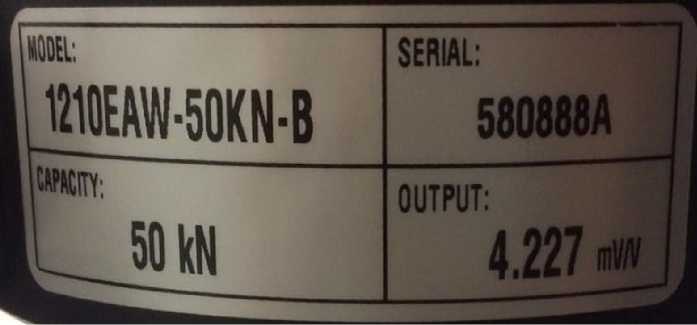 MODEL:
1210EAW-50KN-B
SERIAL:
580888A
CAPACITY:
50 kN
OUTPUT:
4.227 mV/V